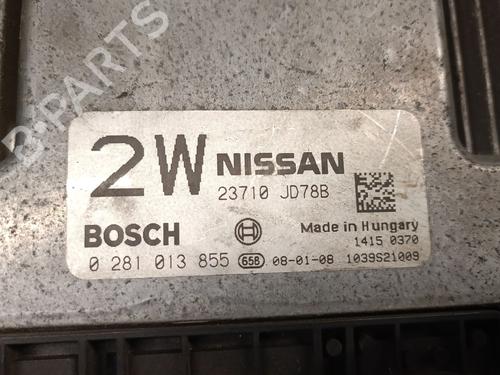 2W NISSAN
23710 JD78B
BOSCH
Made in Hungary
1415 0370
0 281 013 855 658 08-01-08 1039S21009
B-PARTS